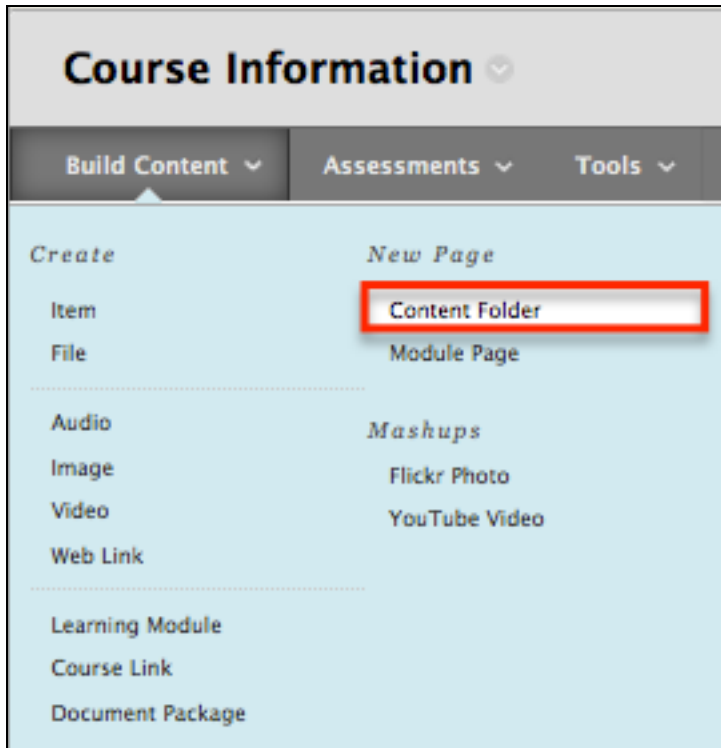 Course Information
Build Content
Assessments
Tools
Create
Item
File
Audio
Image
Video
Web Link
Learning Module
Course Link
Document Package
New Page
Content Folder
Module Page
Mashups
Flickr Photo
YouTube Video